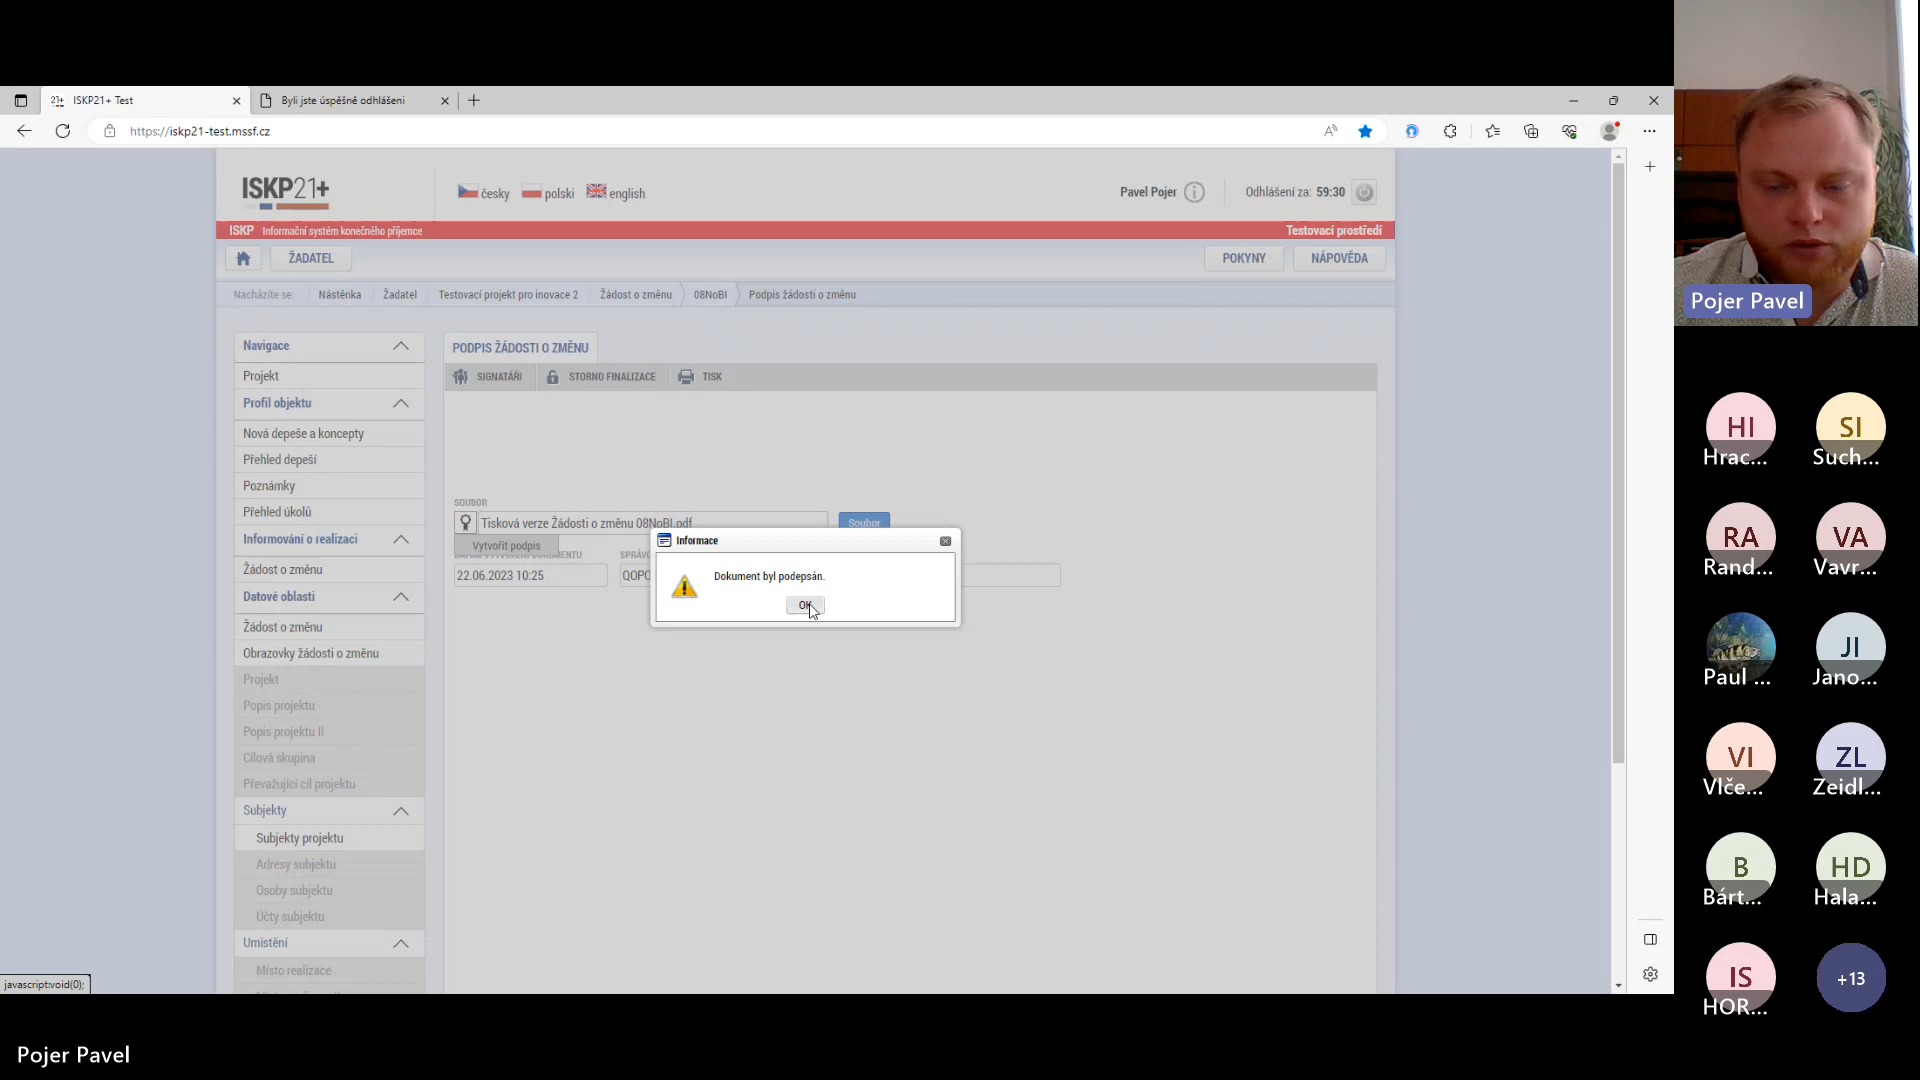 ISKP21+ Test
Byli jste úspěšně odhlášeni
https://iskp21-test.mssf.cz
ISKP21+
česky
polski
english
Pavel Pojer
Odhlášení za: 59:30
ISKP Informační systém konečného příjemce
Testovací prostředí
ŽADATEL
POKYNY
NÁPOVĚDA
Nacházíte se:
Nástěnka
Žadatel
Testovací projekt pro inovace 2
Žádost o změnu
08NoBI
Podpis žádosti o změnu
Navigace
Projekt
Profil objektu
Nová depeše a koncepty
Přehled depeší
Poznámky
Přehled úkolů
Informování o realizaci
Žádost o změnu
Datové oblasti
Žádost o změnu
Obrazovky žádosti o změnu
Projekt
Popis projektu
Popis projektu II
Cílová skupina
Převažující cíl projektu
Subjekty
Subjekty projektu
Adresy subjektu
Osoby subjektu
Účty subjektu
Umístění
Místo realizace
PODPIS ŽÁDOSTI O ZMĚNU
SIGNATÁŘI
STORNO FINALIZACE
TISK
SOUBOR
Tisková verze Žádosti o změnu 08NoBI.pdf
Soubor
Vytvořit podpis
22.06.2023 10:25
Informace
Dokument byl podepsán.
OK
javascript:void(0);
Pojer Pavel
HI
Hrac...
SI
Such...
RA
Rand...
VA
Vavr...
Paul ...
JI
Jano...
VI
Vlče...
ZL
Zeidl...
B
Bárt...
HD
Hala...
IS
HOR...
+13
Pojer Pavel